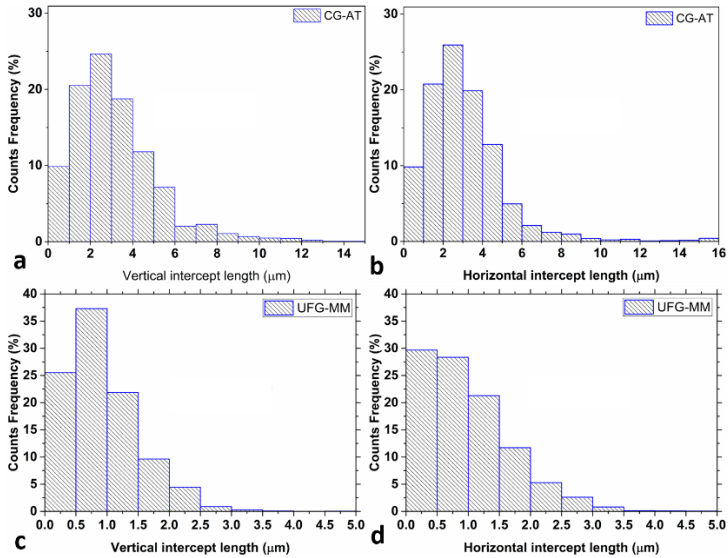 30
20
10
0
Counts Frequency (%)
CG-AT
0 2 4 6 8 10 12 14
Vertical intercept length (μm)
a
30
20
10
0
Counts Frequency (%)
CG-AT
0 2 4 6 8 10 12 14 16
Horizontal intercept length (μm)
b
40
35
30
25
20
15
10
5
0
Counts Frequency (%)
UFG-MM
0.0 0.5 1.0 1.5 2.0 2.5 3.0 3.5 4.0 4.5 5.0
Vertical intercept length (μm)
c
40
35
30
25
20
15
10
5
0
Counts Frequency (%)
UFG-MM
0.0 0.5 1.0 1.5 2.0 2.5 3.0 3.5 4.0 4.5 5.0
Horizontal intercept length (μm)
d